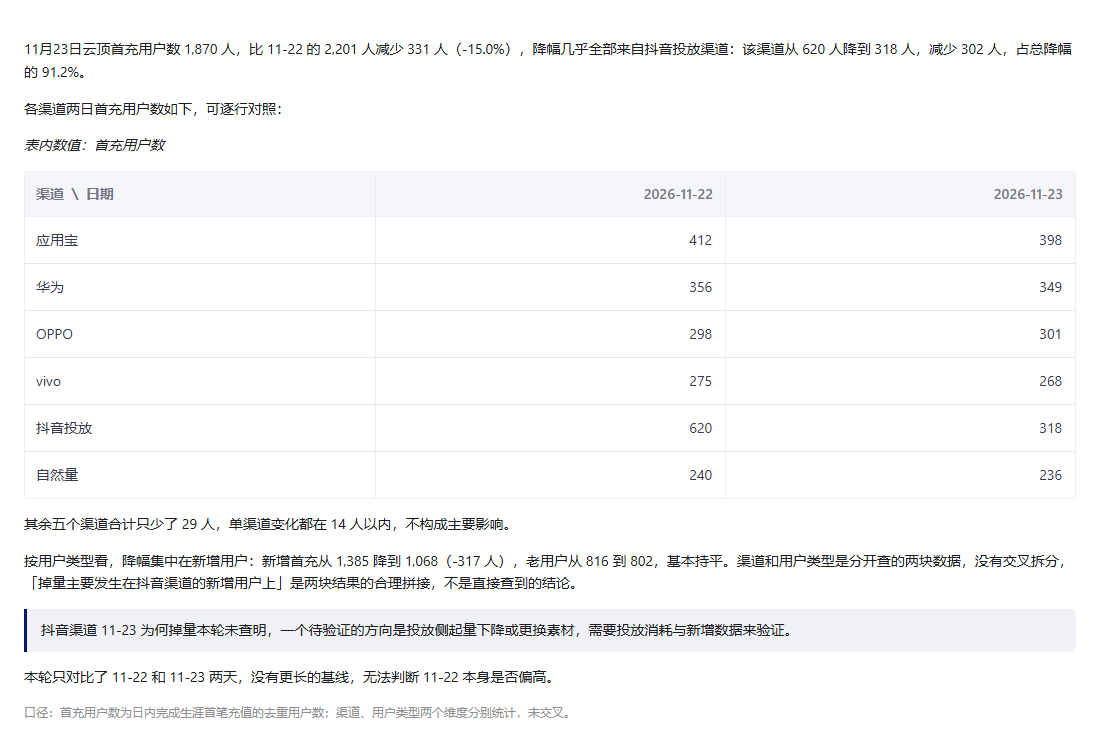 11月23日云顶首充用户数 1,870 人，比 11-22 的 2,201 人减少 331 人（-15.0%），降幅几乎全部来自抖音投放渠道：该渠道从 620 人降到 318 人，减少 302 人，占总降幅
的 91.2%。
各渠道两日首充用户数如下，可逐行对照：
表内数值：首充用户数
渠道 \ 日期 2026-11-22 2026-11-23
应用宝 412 398
华为 356 349
OPPO 298 301
vivo 275 268
抖音投放 620 318
自然量 240 236
其余五个渠道合计只少了 29 人，单渠道变化都在 14 人以内，不构成主要影响。
按用户类型看，降幅集中在新增用户：新增首充从 1,385 降到 1,068（-317 人），老用户从 816 到 802，基本持平。渠道和用户类型是分开查的两块数据，没有交叉拆分，
「掉量主要发生在抖音渠道的新增用户上」是两块结果的合理拼接，不是直接查到的结论。
抖音渠道 11-23 为何掉量本轮未查明，一个待验证的方向是投放侧起量下降或更换素材，需要投放消耗与新增数据来验证。
本轮只对比了 11-22 和 11-23 两天，没有更长的基线，无法判断 11-22 本身是否偏高。
口径：首充用户数为日内完成生涯首笔充值的去重用户数；渠道、用户类型两个维度分别统计，未交叉。